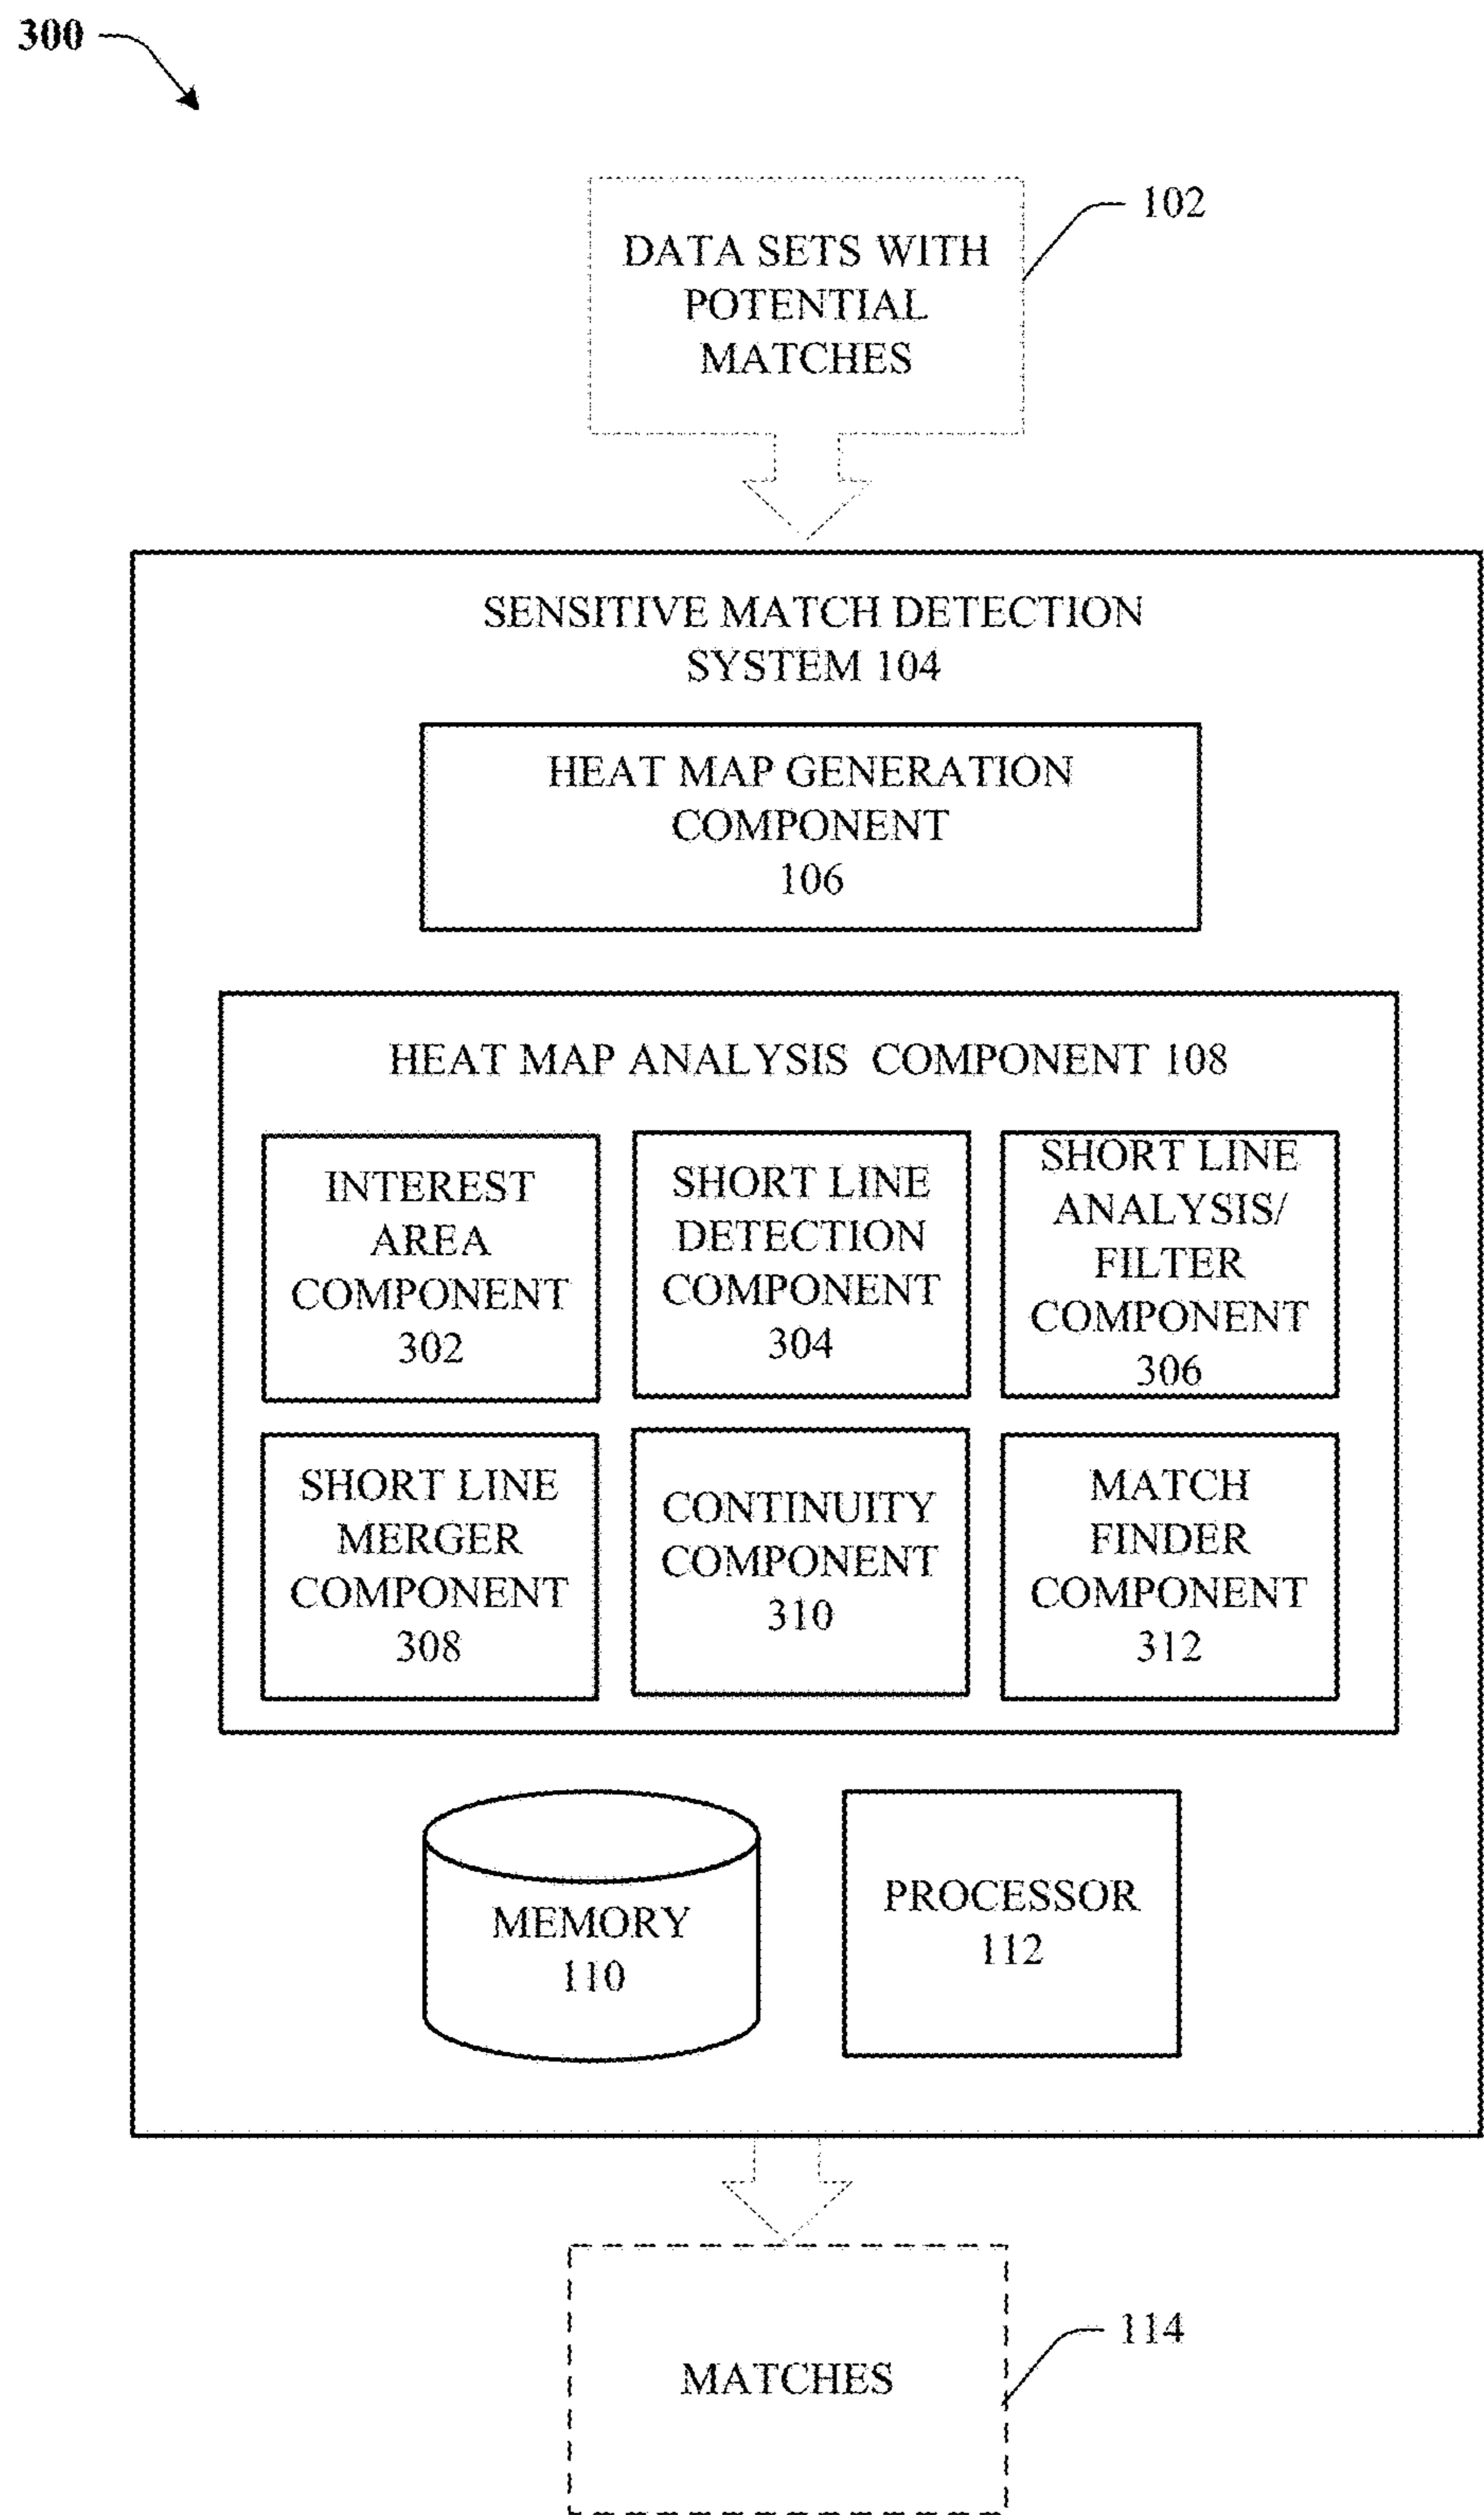 300
102
DATA SETS WITH
POTENTIAL
MATCHES
SENSITIVE MATCH DETECTION
SYSTEM 104
HEAT MAP GENERATION
COMPONENT
106
HEAT MAP ANALYSIS COMPONENT 108
INTEREST
AREA
COMPONENT
302
SHORT LINE
DETECTION
COMPONENT
304
SHORT LINE
ANALYSIS/
FILTER
COMPONENT
306
SHORT LINE
MERGER
COMPONENT
308
CONTINUITY
COMPONENT
310
MATCH
FINDER
COMPONENT
312
MEMORY
110
PROCESSOR
112
114
MATCHES